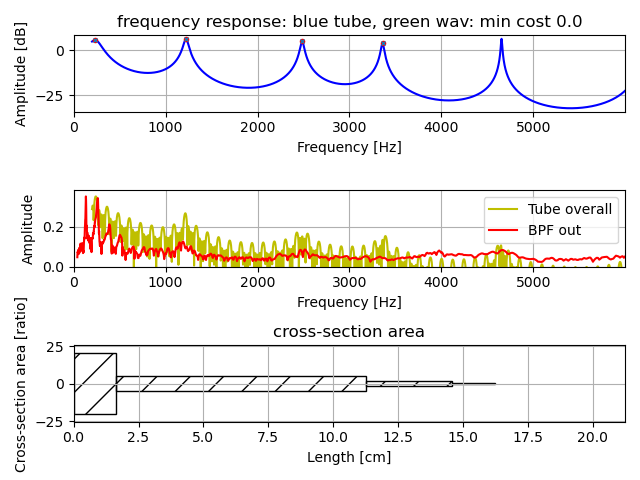 frequency response: blue tube, green wav: min cost 0.0
Amplitude [dB]
0
−25
0 1000 2000 3000 4000 5000
Frequency [Hz]
Amplitude
0.2
0.0
Tube overall
BPF out
0 1000 2000 3000 4000 5000
Frequency [Hz]
cross-section area
Cross-section area [ratio]
25
0
−25
0.0 2.5 5.0 7.5 10.0 12.5 15.0 17.5 20.0
Length [cm]